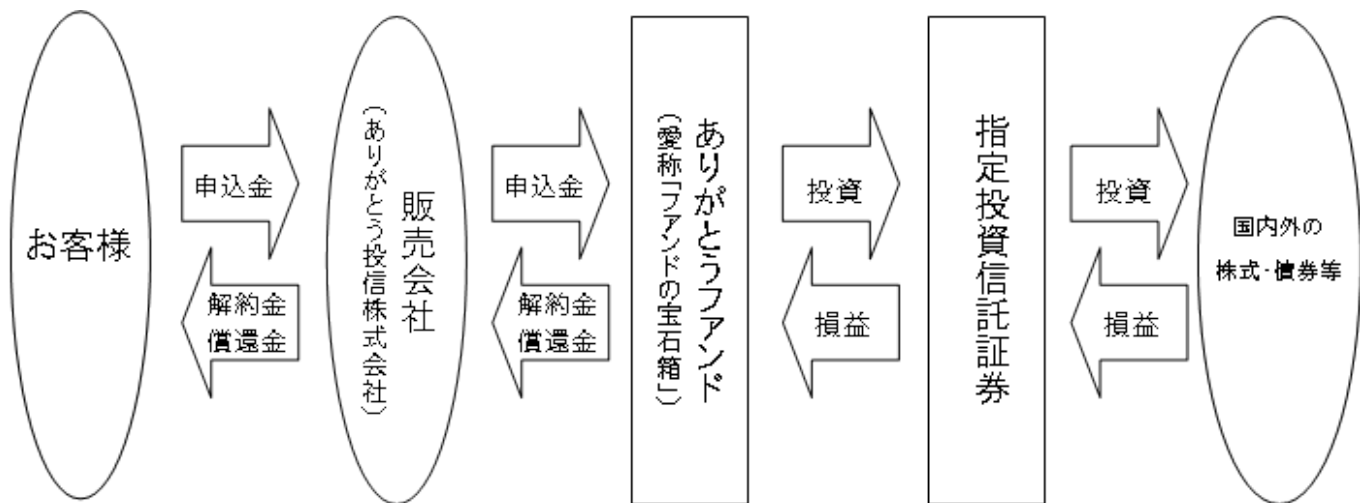 お客様
申込金
解約金
償還金
販売会社
（ありがとう投信株式会社）
申込金
解約金
償還金
ありがとうファンド
（愛称「ファンドの宝石箱」）
投資
損益
指定投資信託証券
投資
損益
国内外の
株式・債券等